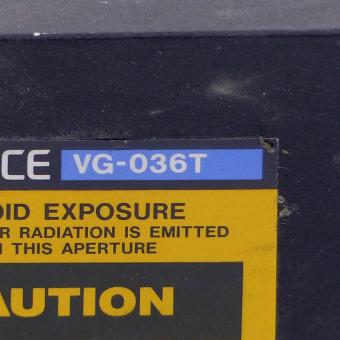 CE VG-036T
OID EXPOSURE
R RADIATION IS EMITTED
THIS APERTURE
AUTION